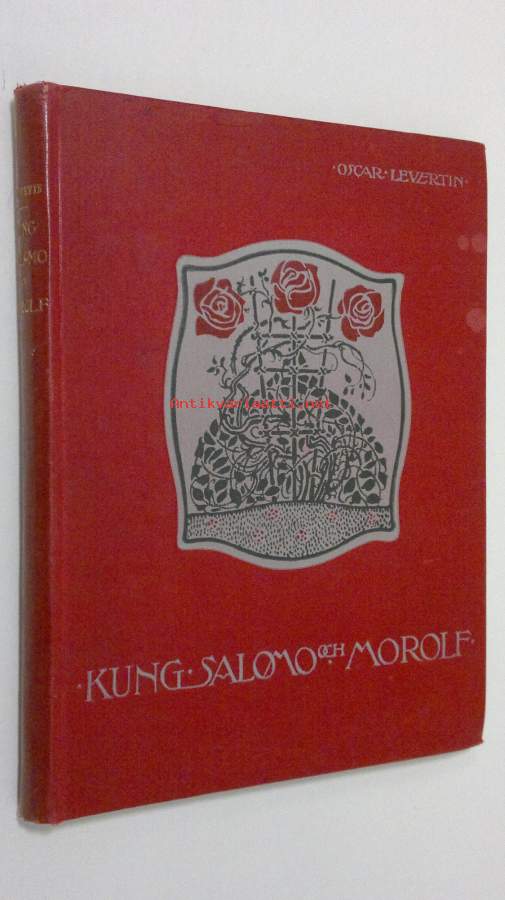 ·OSCAR·LEVERTIN·
Antikvariaatti.net
·KUNG·SALOMO OCH MOROLF·